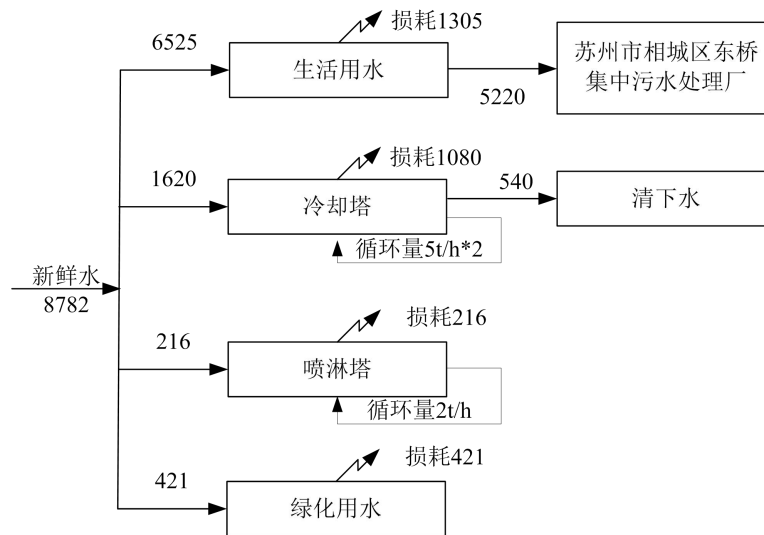 损耗1305
6525
生活用水
5220
苏州市相城区东桥
集中污水处理厂
损耗1080
1620
冷却塔
540
清下水
循环量5t/h*2
新鲜水
8782
损耗216
216
喷淋塔
循环量2t/h
损耗421
421
绿化用水